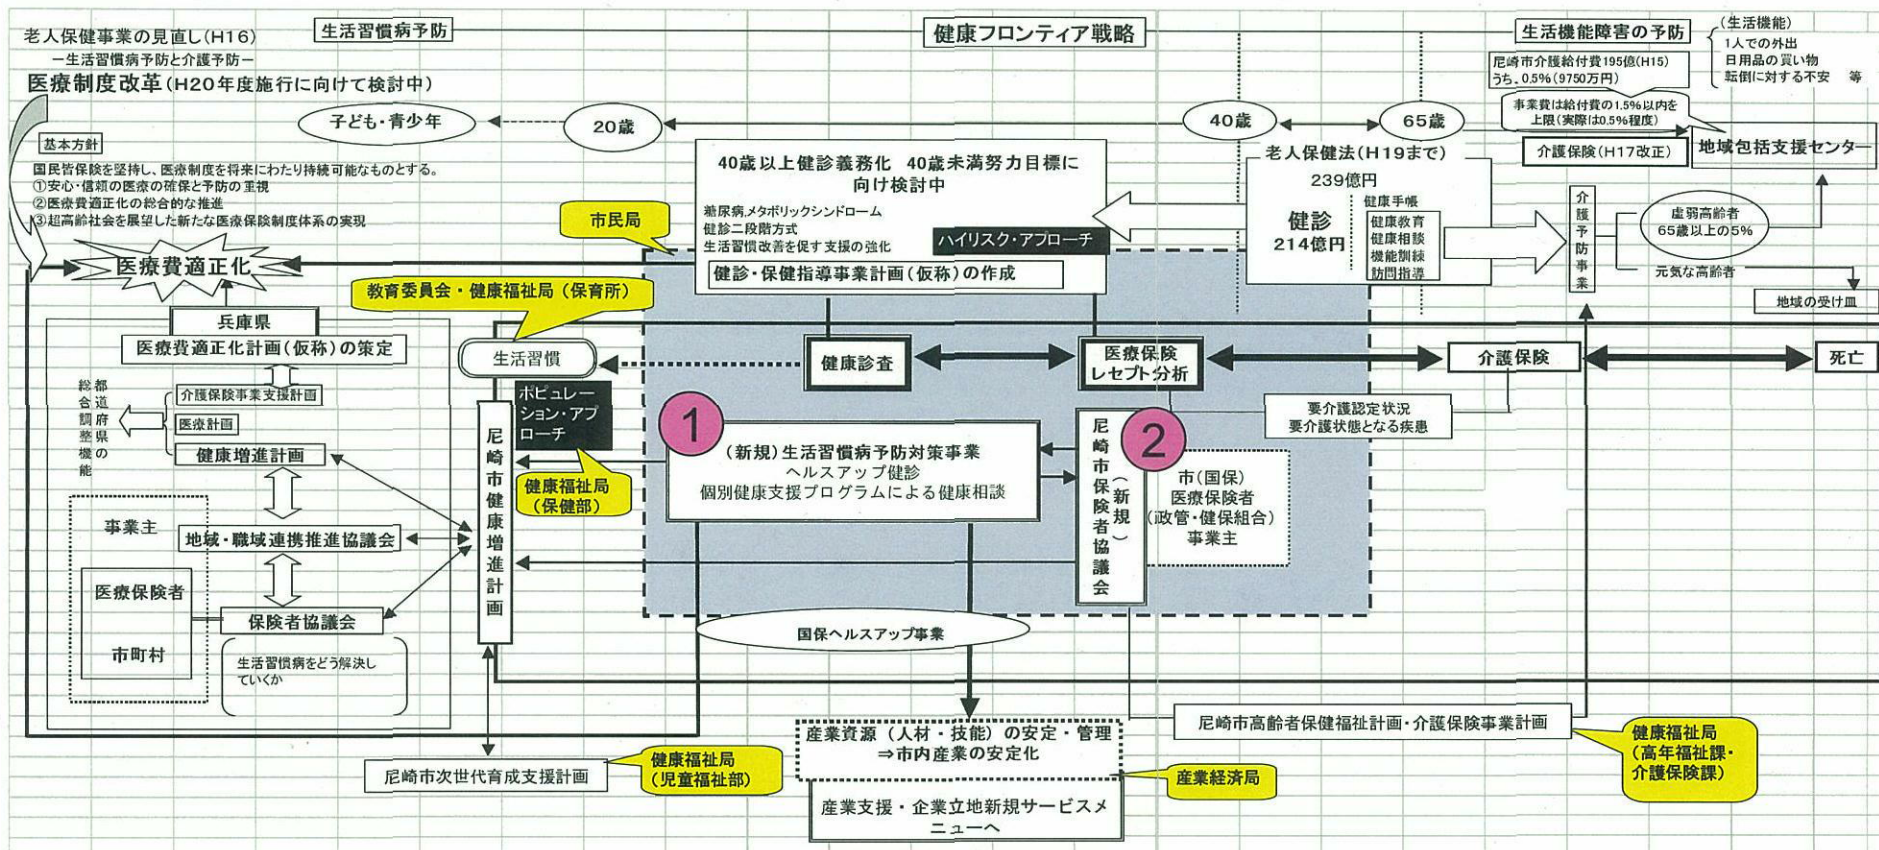 老人保健事業の見直し(H16)
－生活習慣病予防と介護予防－
医療制度改革(H20年度施行に向けて検討中)
生活習慣病予防
健康フロンティア戦略
生活機能障害の予防
(生活機能)
1人での外出
日用品の買い物
転倒に対する不安　等
尼崎市介護給付費195億(H15)
うち、0.5%(9750万円)
事業費は給付費の1.5%以内を
上限(実際は0.5%程度)
子ども・青少年
20歳
40歳
65歳
介護保険(H17改正)
地域包括支援センター
基本方針
国民皆保険を堅持し、医療制度を将来にわたり持続可能なものとする。
①安心・信頼の医療の確保と予防の重視
②医療費適正化の総合的な推進
③超高齢社会を展望した新たな医療保険制度体系の実現
医療費適正化
市民局
40歳以上健診義務化　40歳未満努力目標に
向け検討中
糖尿病,メタボリックシンドローム
健診二段階方式
生活習慣改善を促す支援の強化
ハイリスク・アプローチ
健診・保健指導事業計画(仮称)の作成
老人保健法(H19まで)
239億円
健診
214億円
健康手帳
健康教育
健康相談
機能訓練
訪問指導
介護予防事業
虚弱高齢者
65歳以上の5%
元気な高齢者
地域の受け皿
教育委員会・健康福祉局（保育所）
兵庫県
医療費適正化計画(仮称)の策定
都道府県の
総合調整機能
介護保険事業支援計画
医療計画
健康増進計画
事業主
地域・職域連携推進協議会
医療保険者
市町村
保険者協議会
生活習慣病をどう解決し
ていくか
生活習慣
健康診査
医療保険
レセプト分析
介護保険
死亡
ポピュレー
ション・アプ
ローチ
尼崎市健康増進計画
健康福祉局
（保健部）
1
（新規）生活習慣病予防対策事業
ヘルスアップ健診
個別健康支援プログラムによる健康相談
2
尼崎市保険者協議会
（新規）
市(国保)
医療保険者
(政管・健保組合)
事業主
要介護認定状況
要介護状態となる疾患
国保ヘルスアップ事業
産業資源（人材・技能）の安定・管理
⇒市内産業の安定化
産業支援・企業立地新規サービスメ
ニューへ
産業経済局
尼崎市次世代育成支援計画
健康福祉局
（児童福祉部）
尼崎市高齢者保健福祉計画・介護保険事業計画
健康福祉局
（高年福祉課・
介護保険課）